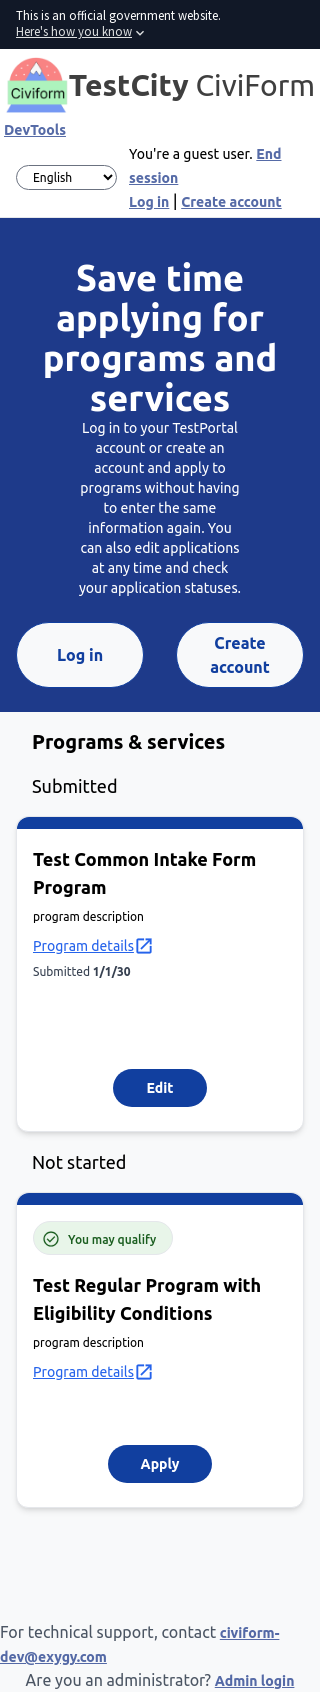 This is an official government website.
Here's how you know
Civiform
TestCity CiviForm
DevTools
English
You're a guest user. End
session
Log in | Create account
Save time
applying for
programs and
services
Log in to your TestPortal
account or create an
account and apply to
programs without having
to enter the same
information again. You
can also edit applications
at any time and check
your application statuses.
Log in
Create
account
Programs & services
Submitted
Test Common Intake Form
Program
program description
Program details
Submitted 1/1/30
Edit
Not started
You may qualify
Test Regular Program with
Eligibility Conditions
program description
Program details
Apply
For technical support, contact civiform-
dev@exygy.com
Are you an administrator? Admin login